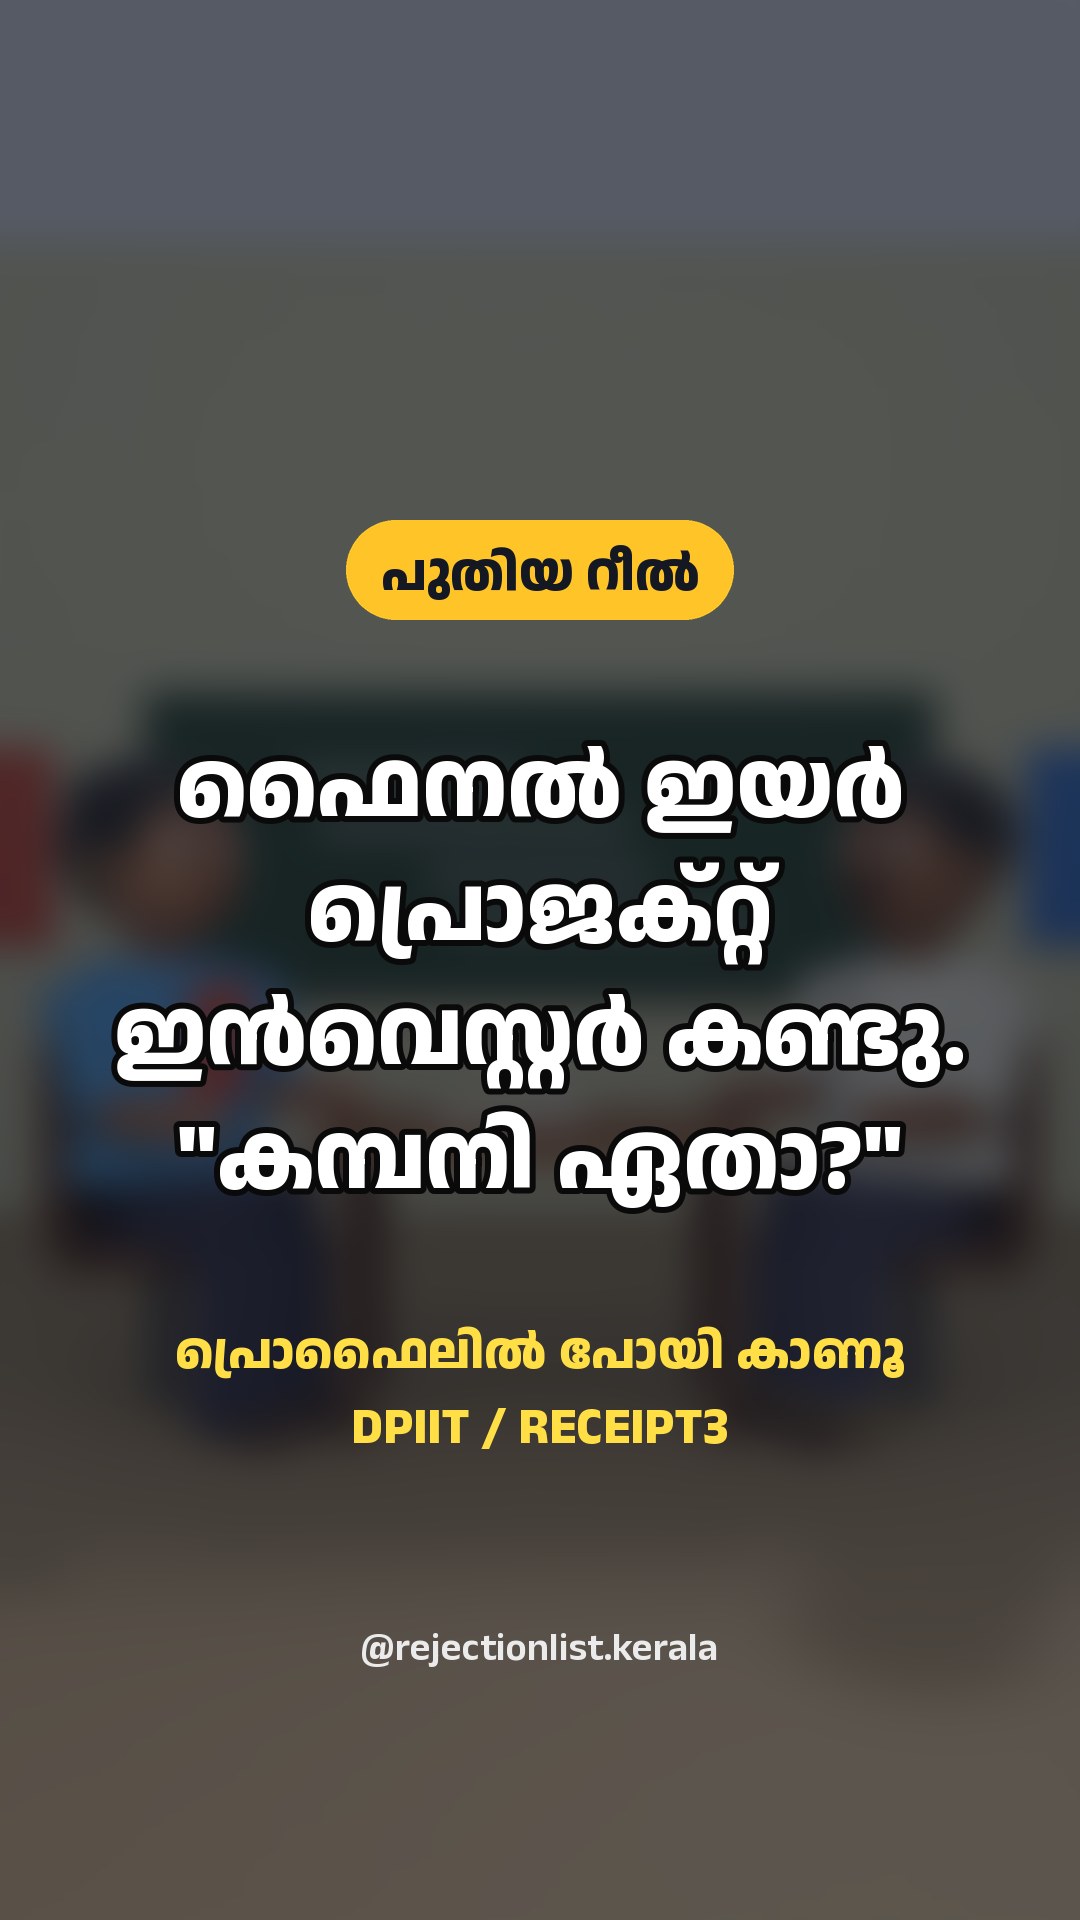 പുതിയ റീൽ
ഫൈനൽ ഇയർ
പ്രൊജക്റ്റ്
ഇൻവെസ്റ്റർ കണ്ടു.
"കമ്പനി ഏതാ?"
പ്രൊഫൈലിൽ പോയി കാണൂ
DPIIT / RECEIPT3
@rejectionlist.kerala